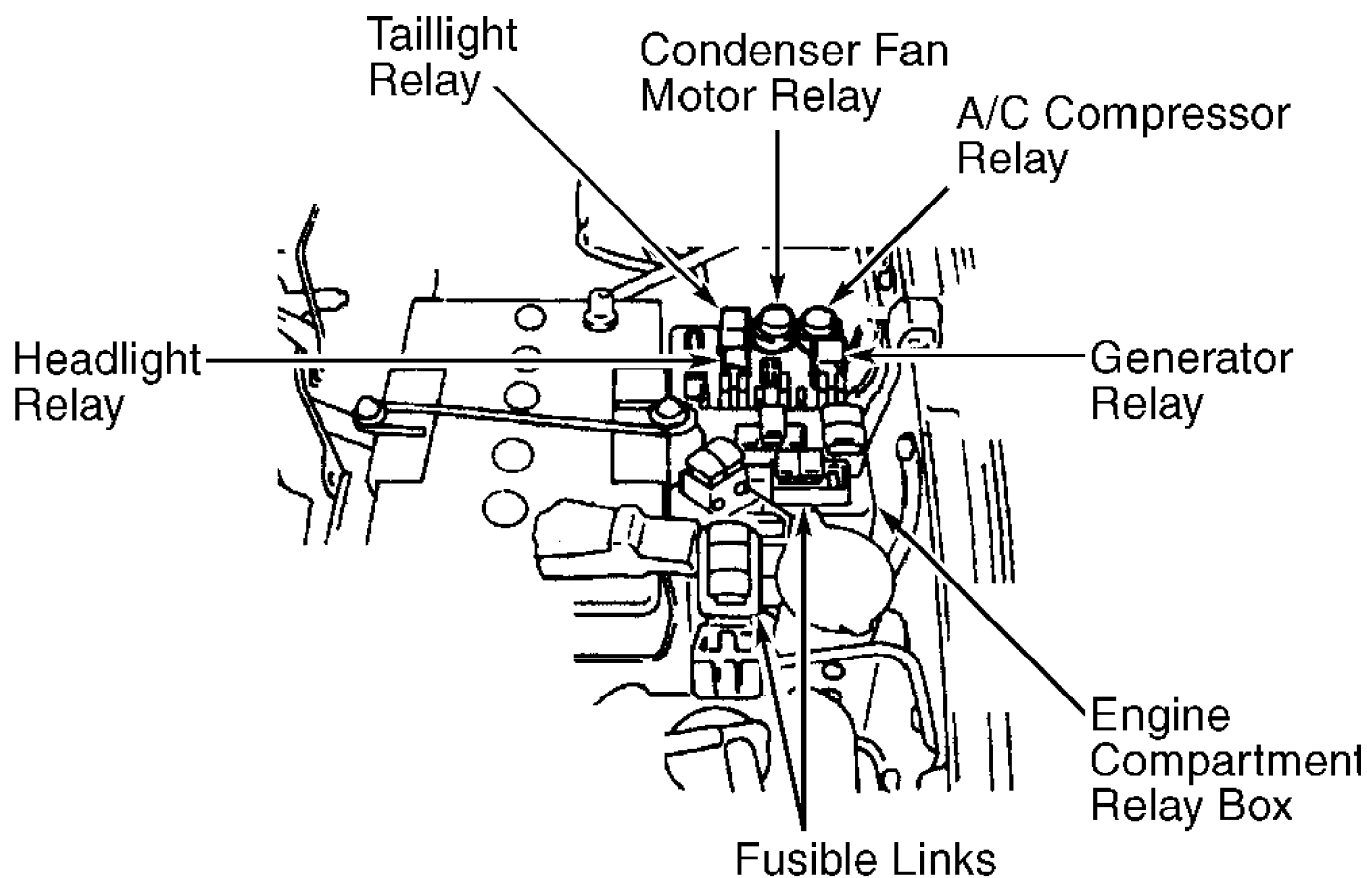 Taillight
Relay
Condenser Fan
Motor Relay
A/C Compressor
Relay
Headlight
Relay
Generator
Relay
Engine
Compartment
Relay Box
Fusible Links